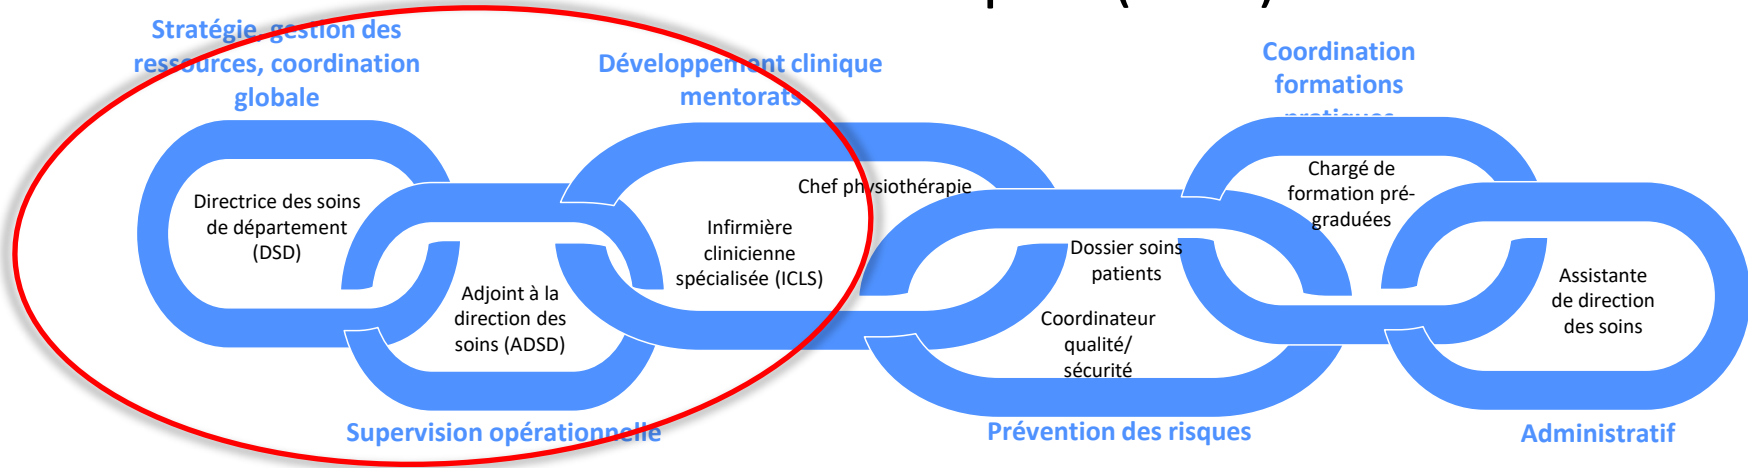 Stratégie, gestion des
ressources, coordination
globale
Directrice des soins
de département
(DSD)
Adjoint à la
direction des
soins (ADSD)
Supervision opérationnelle
Développement clinique
mentorats
Chef physiothérapie
Infirmière
clinicienne
spécialisée (ICLS)
Dossier soins
patients
Coordinateur
qualité/
sécurité
Prévention des risques
Coordination
formations
pratiques
Chargé de
formation pré-
graduées
Assistante
de direction
des soins
Administratif